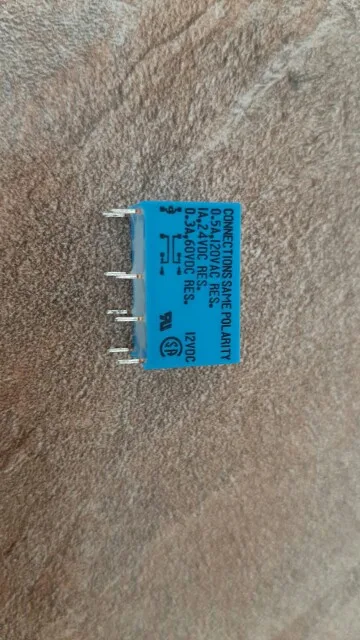 CONNECTIONS SAME POLARITY
0.5A,120VAC RES.
1A,24VDC RES.
0.3A,60VDC RES.
12VDC